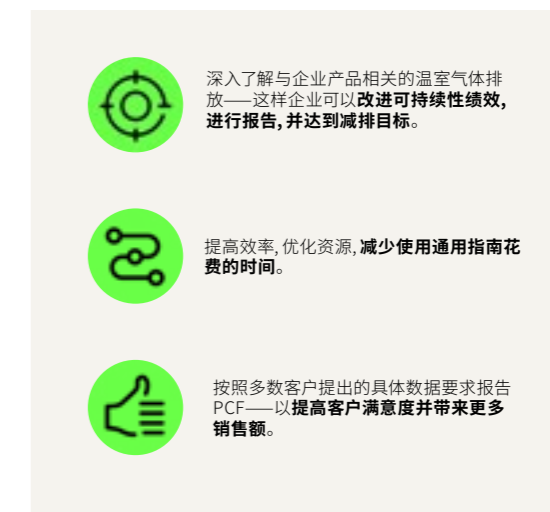 深入了解与企业产品相关的温室气体排
放——这样企业可以改进可持续性绩效,
进行报告, 并达到减排目标。
提高效率, 优化资源, 减少使用通用指南花
费的时间。
按照多数客户提出的具体数据要求报告
PCF——以提高客户满意度并带来更多
销售额。